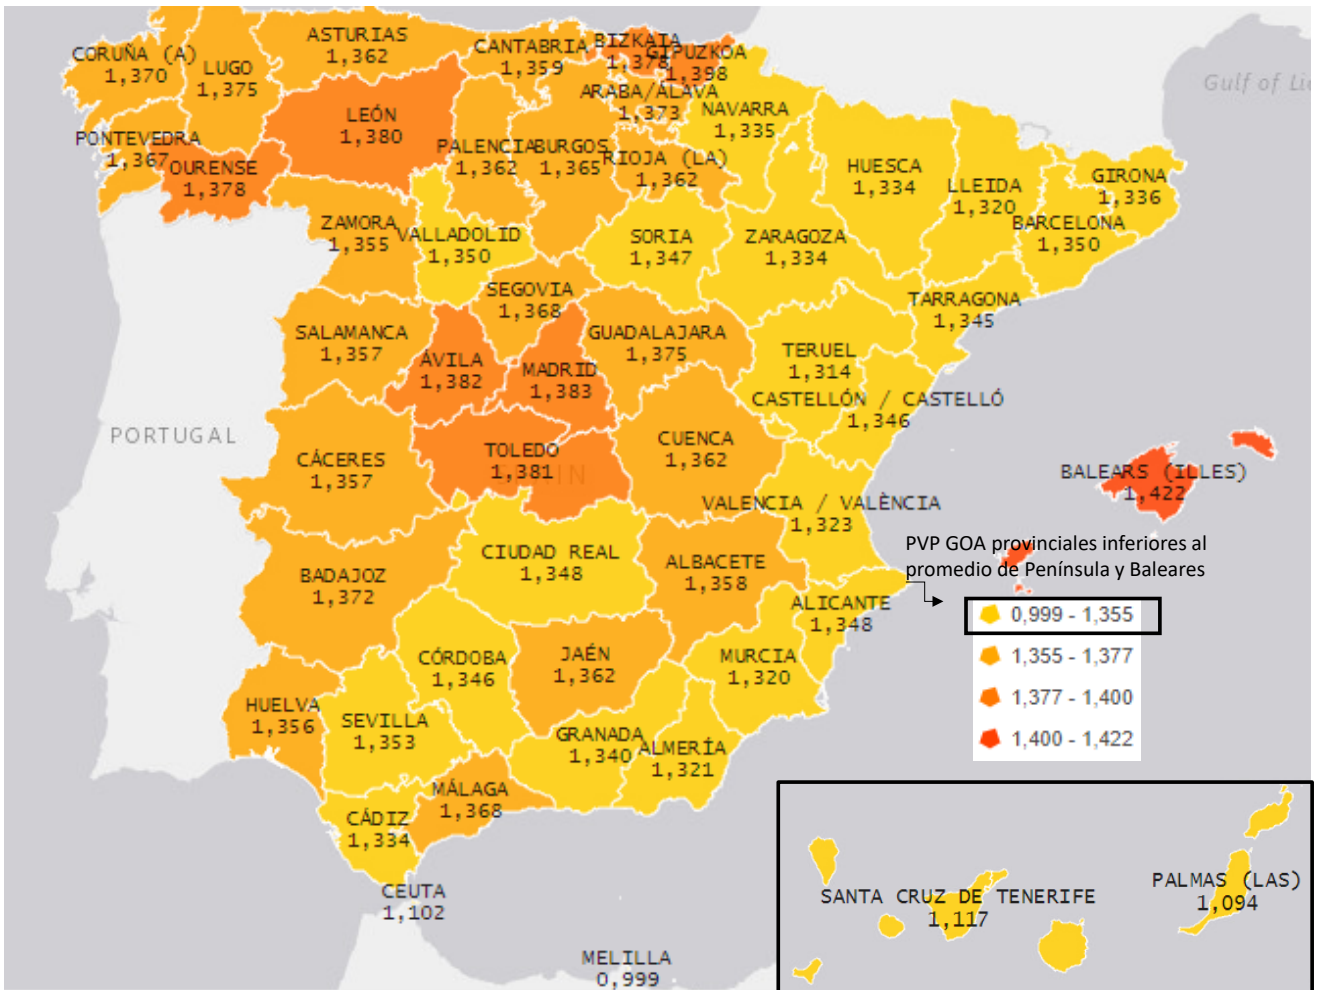 ASTURIAS
1,362
CANTABRIA
1,359
BIZKAIA
1,378
GIPUZKOA
1,398
CORUÑA (A)
1,370
LUGO
1,375
Gulf of Lio
ARABA/ÁLAVA
1,373
NAVARRA
1,335
LEÓN
1,380
PONTEVEDRA
1,367
OURENSE
1,378
PALENCIA
1,362
BURGOS
1,365
RIOJA (LA)
1,362
HUESCA
1,334
LLEIDA
1,320
GIRONA
1,336
BARCELONA
1,350
ZAMORA
1,355
VALLADOLID
1,350
SORIA
1,347
ZARAGOZA
1,334
SEGOVIA
1,368
TARRAGONA
1,345
SALAMANCA
1,357
ÁVILA
1,382
MADRID
1,383
GUADALAJARA
1,375
TERUEL
1,314
CASTELLÓN / CASTELLÓ
1,346
PORTUGAL
CÁCERES
1,357
TOLEDO
1,381
CUENCA
1,362
BALEARS (ILLES)
1,422
VALENCIA / VALÈNCIA
1,323
PVP GOA provinciales inferiores al
promedio de Península y Baleares
CIUDAD REAL
1,348
BADAJOZ
1,372
ALBACETE
1,358
ALICANTE
1,348
0,999 - 1,355
1,355 - 1,377
1,377 - 1,400
1,400 - 1,422
CÓRDOBA
1,346
JAÉN
1,362
MURCIA
1,320
HUELVA
1,356
SEVILLA
1,353
GRANADA
1,340
ALMERÍA
1,321
MÁLAGA
1,368
CÁDIZ
1,334
CEUTA
1,102
MELILLA
0,999
SANTA CRUZ DE TENERIFE
1,117
PALMAS (LAS)
1,094